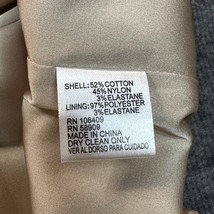 SHELL: 52% COTTON
45% NYLON
3% ELASTANE
LINING: 97% POLYESTER
3% ELASTANE
RN 106409
RN 58909
MADE IN CHINA
DRY CLEAN ONLY
VER AL DORSO PARA CUIDADO